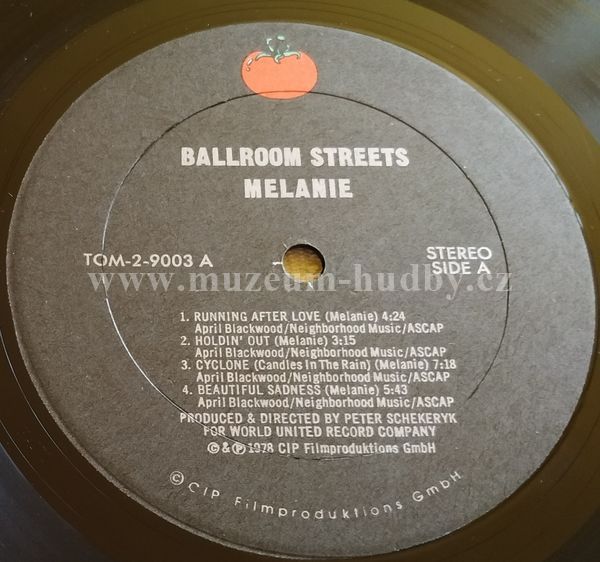 BALLROOM STREETS
MELANIE
TOM-2-9003 A
STEREO
SIDE A
www.muzeum-hudby.cz
1. RUNNING AFTER LOVE (Melanie) 4:24
April Blackwood/Neighborhood Music/ASCAP
2. HOLDIN' OUT (Melanie) 3:15
April Blackwood/Neighborhood Music/ASCAP
3. CYCLONE (Candles In The Rain) (Melanie) 7:18
April Blackwood/Neighborhood Music/ASCAP
4. BEAUTIFUL SADNESS (Melanie) 5:43
April Blackwood/Neighborhood Music/ASCAP
PRODUCED & DIRECTED BY PETER SCHEKERYK
FOR WORLD UNITED RECORD COMPANY
©&℗ 1978 CIP Filmproduktions GmbH
©CIP Filmproduktions GmbH